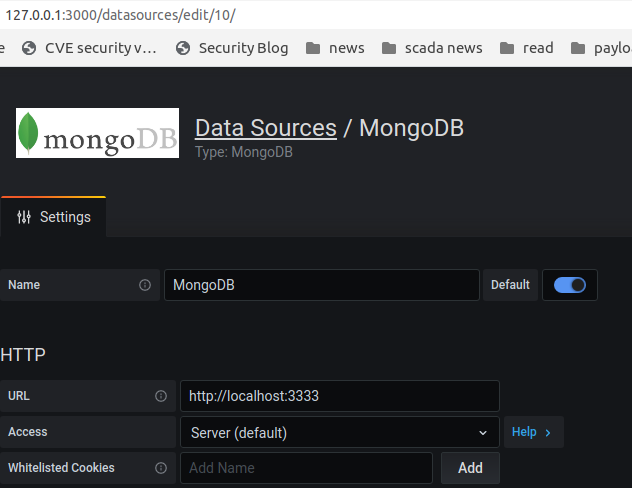 127.0.0.1:3000/datasources/edit/10/
e CVE security v... Security Blog news scada news read paylo
mongoDB
Data Sources / MongoDB
Type: MongoDB
Settings
Name MongoDB Default
HTTP
URL http://localhost:3333
Access Server (default) Help >
Whitelisted Cookies Add Name Add